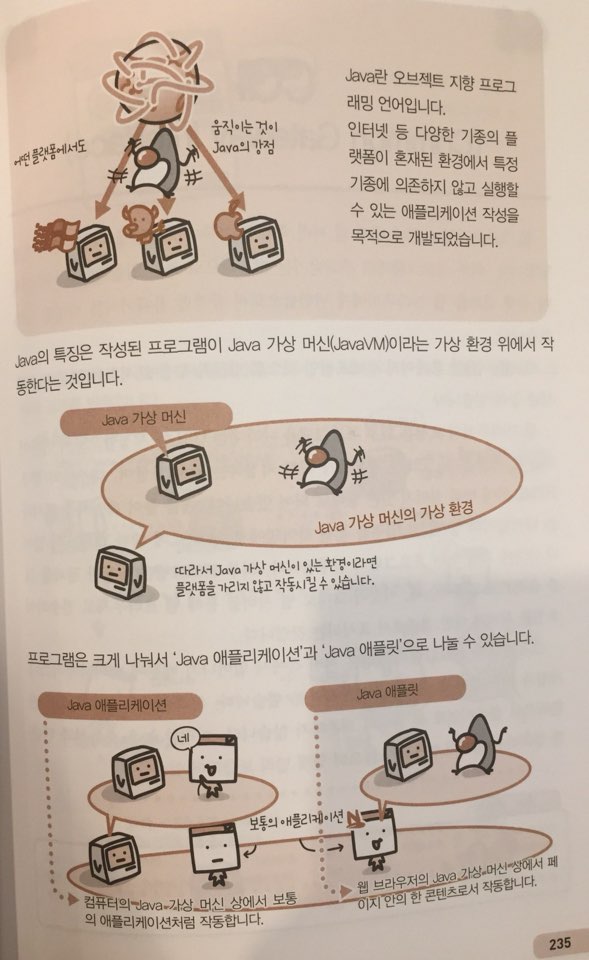 어떤 플랫폼에서도
움직이는 것이
Java의 강점
Java란 오브젝트 지향 프로그
래밍 언어입니다.
인터넷 등 다양한 기종의 플
랫폼이 혼재된 환경에서 특정
기종에 의존하지 않고 실행할
수 있는 애플리케이션 작성을
목적으로 개발되었습니다.
Java의 특징은 작성된 프로그램이 Java 가상 머신(JavaVM)이라는 가상 환경 위에서 작
동한다는 것입니다.
Java 가상 머신
Java 가상 머신의 가상 환경
따라서 Java 가상 머신이 있는 환경이라면
플랫폼을 가리지 않고 작동시킬 수 있습니다.
프로그램은 크게 나눠서 ‘Java 애플리케이션’과 ‘Java 애플릿’으로 나눌 수 있습니다.
Java 애플리케이션
Java 애플릿
네
보통의 애플리케이션
컴퓨터의 Java 가상 머신 상에서 보통
의 애플리케이션처럼 작동합니다.
웹 브라우저의 Java 가상 머신 상에서 페
이지 안의 한 콘텐츠로서 작동합니다.
235